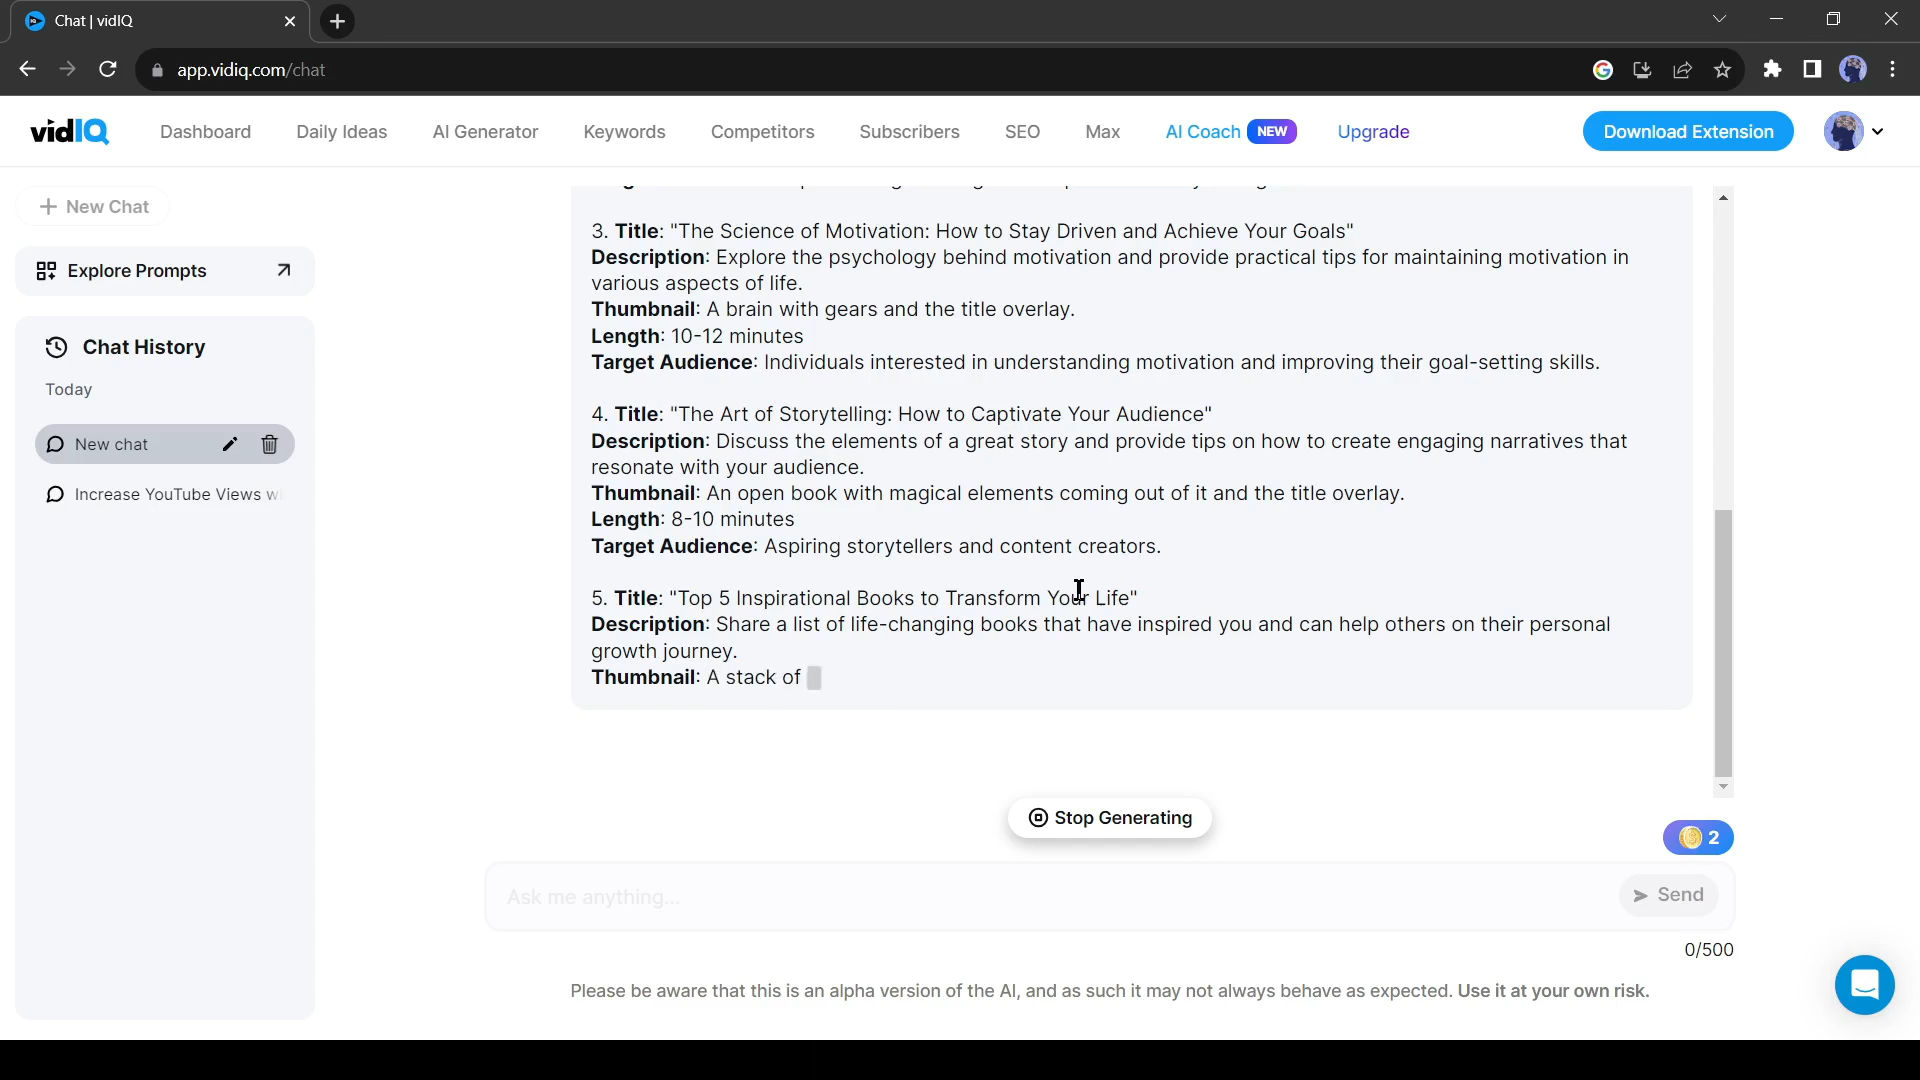 Chat | vidIQ
app.vidiq.com/chat
vidIQ Dashboard Daily Ideas AI Generator Keywords Competitors Subscribers SEO Max AI Coach NEW Upgrade Download Extension
New Chat
Explore Prompts
Chat History
Today
New chat
Increase YouTube Views w
3. Title: "The Science of Motivation: How to Stay Driven and Achieve Your Goals"
Description: Explore the psychology behind motivation and provide practical tips for maintaining motivation in
various aspects of life.
Thumbnail: A brain with gears and the title overlay.
Length: 10-12 minutes
Target Audience: Individuals interested in understanding motivation and improving their goal-setting skills.
4. Title: "The Art of Storytelling: How to Captivate Your Audience"
Description: Discuss the elements of a great story and provide tips on how to create engaging narratives that
resonate with your audience.
Thumbnail: An open book with magical elements coming out of it and the title overlay.
Length: 8-10 minutes
Target Audience: Aspiring storytellers and content creators.
5. Title: "Top 5 Inspirational Books to Transform Your Life"
Description: Share a list of life-changing books that have inspired you and can help others on their personal
growth journey.
Thumbnail: A stack of
Stop Generating
2
Ask me anything...
Send
0/500
Please be aware that this is an alpha version of the AI, and as such it may not always behave as expected. Use it at your own risk.